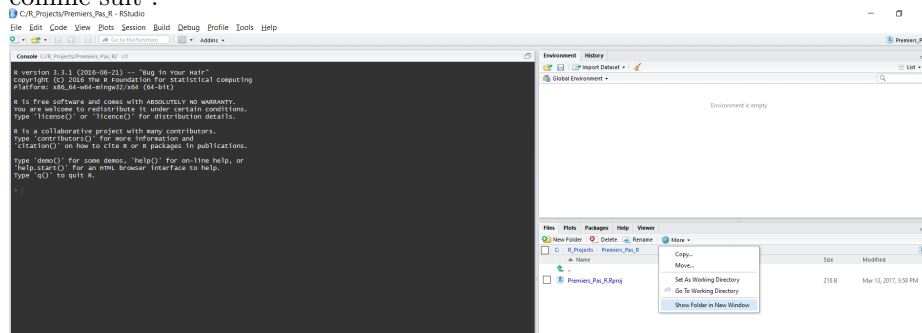 comme suit :
C:/R_Projects/Premiers_Pas_R - RStudio
File Edit Code View Plots Session Build Debug Profile Tools Help
Go to file/function Addins
Premiers_P
Console C:/R_Projects/Premiers_Pas_R/
R version 3.3.1 (2016-06-21) -- "Bug in Your Hair"
Copyright (C) 2016 The R Foundation for Statistical Computing
Platform: x86_64-w64-mingw32/x64 (64-bit)
R is free software and comes with ABSOLUTELY NO WARRANTY.
You are welcome to redistribute it under certain conditions.
Type 'license()' or 'licence()' for distribution details.
R is a collaborative project with many contributors.
Type 'contributors()' for more information and
'citation()' on how to cite R or R packages in publications.
Type 'demo()' for some demos, 'help()' for on-line help, or
'help.start()' for an HTML browser interface to help.
Type 'q()' to quit R.
>
Environment History
Import Dataset List
Global Environment
Environment is empty
Files Plots Packages Help Viewer
New Folder Delete Rename More
C: R_Projects Premiers_Pas_R
Name Size Modified
..
Premiers_Pas_R.Rproj 218 B Mar 13, 2017, 3:58 PM
Copy...
Move...
Set As Working Directory
Go To Working Directory
Show Folder in New Window